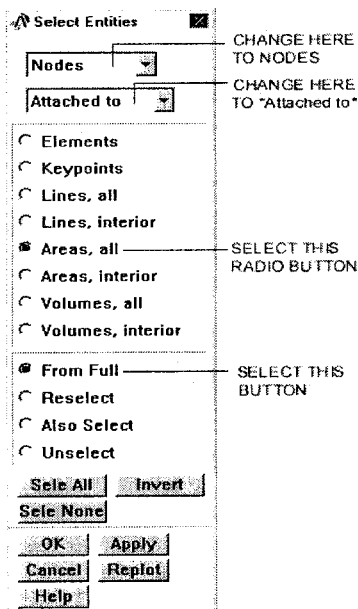 Select Entities
Nodes
Attached to
Elements
Keypoints
Lines, all
Lines, interior
Areas, all
Areas, interior
Volumes, all
Volumes, interior
From Full
Reselect
Also Select
Unselect
Sele All Invert
Sele None
OK Apply
Cancel Replot
Help
CHANGE HERE
TO NODES
CHANGE HERE
TO "Attached to"
SELECT THIS
RADIO BUTTON
SELECT THIS
BUTTON